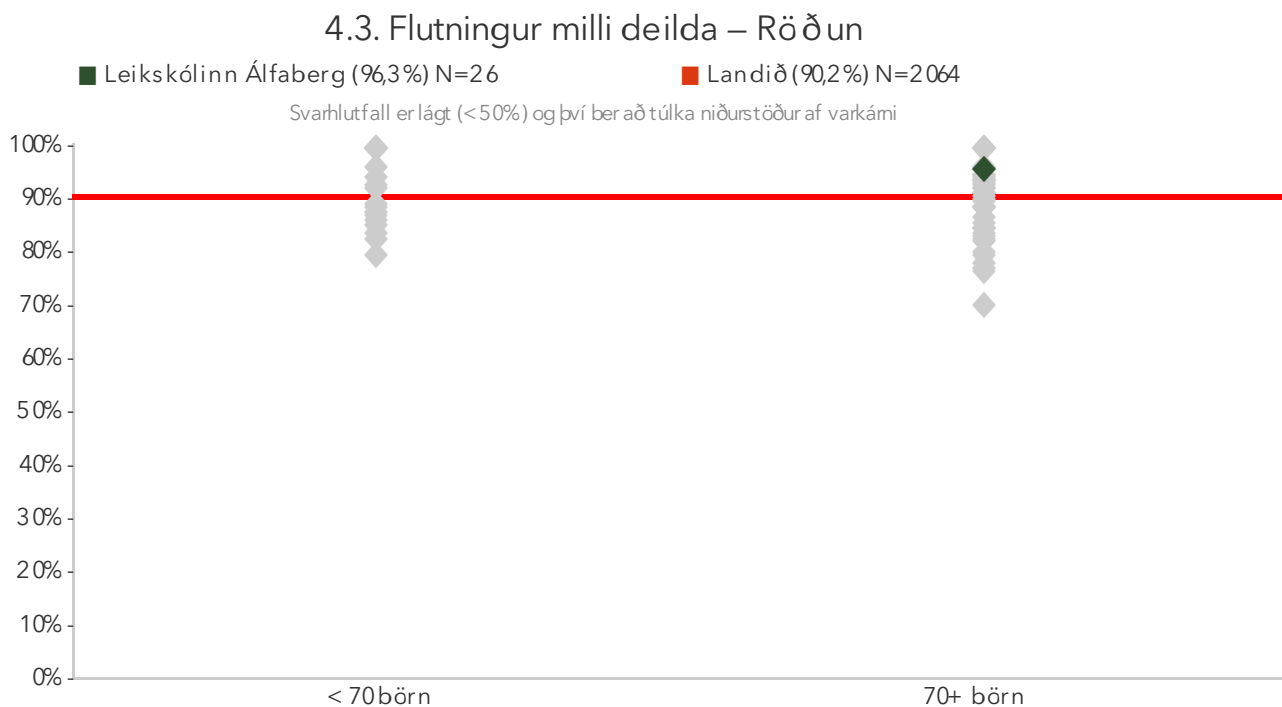 4.3. Flutningur milli deilda – Röðun
Leikskólinn Álfaberg (96,3%) N=26
Landið (90,2%) N=2064
Svarhlutfall er lágt (<50%) og því ber að túlka niðurstöður af varkárni
100%
90%
80%
70%
60%
50%
40%
30%
20%
10%
0%
< 70 börn
70+ börn